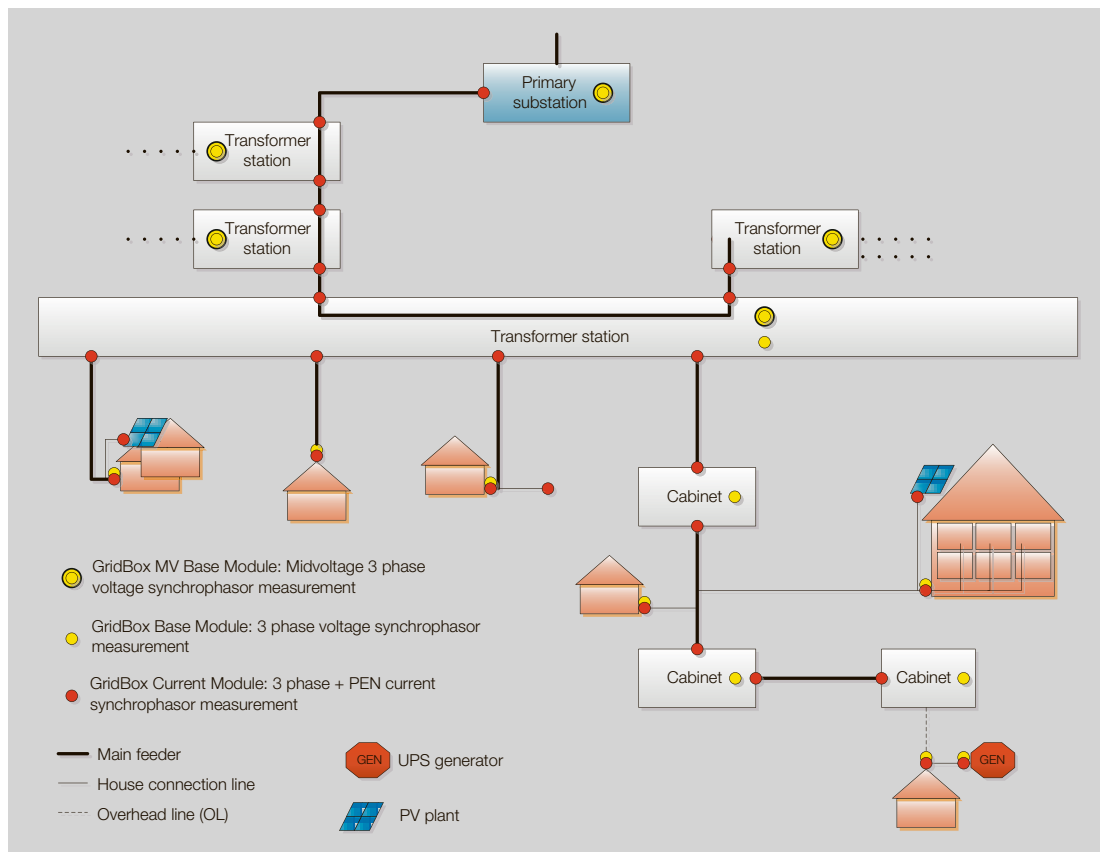 Primary
substation
Transformer
station
Transformer
station
Transformer
station
Transformer station
Cabinet
GridBox MV Base Module: Midvoltage 3 phase
voltage synchrophasor measurement
GridBox Base Module: 3 phase voltage synchrophasor
measurement
GridBox Current Module: 3 phase + PEN current
synchrophasor measurement
Cabinet
Cabinet
Main feeder
House connection line
Overhead line (OL)
GEN
UPS generator
PV plant
GEN